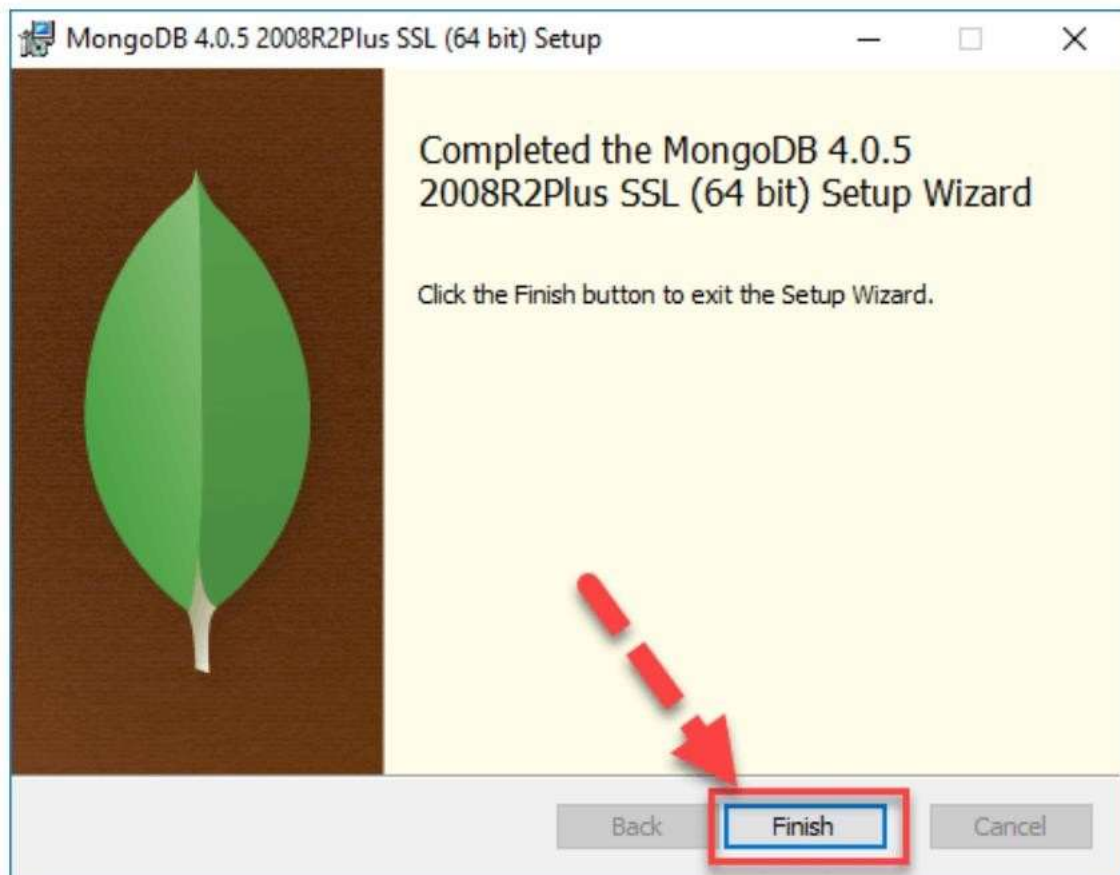 MongoDB 4.0.5 2008R2Plus SSL (64 bit) Setup
Completed the MongoDB 4.0.5
2008R2Plus SSL (64 bit) Setup Wizard
Click the Finish button to exit the Setup Wizard.
Back Finish Cancel